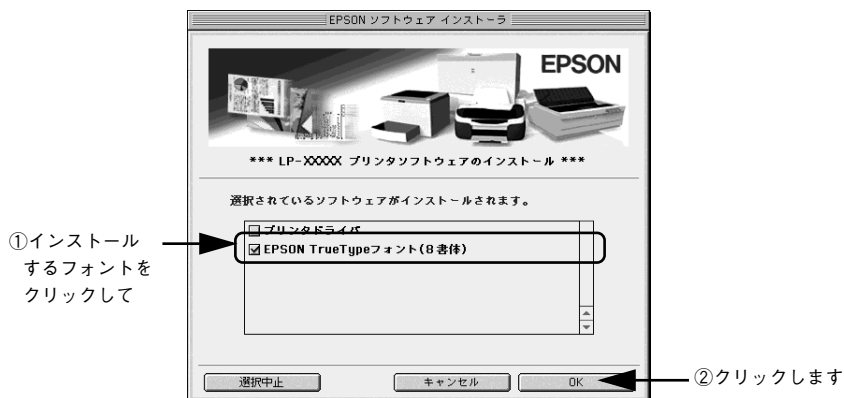 EPSON ソフトウェア インストーラ
EPSON
*** LP-XXXXX プリンタソフトウェアのインストール ***
選択されているソフトウェアがインストールされます。
プリンタドライバ
EPSON TrueTypeフォント(8書体)
①インストール
するフォントを
クリックして
選択中止
キャンセル
OK
②クリックします